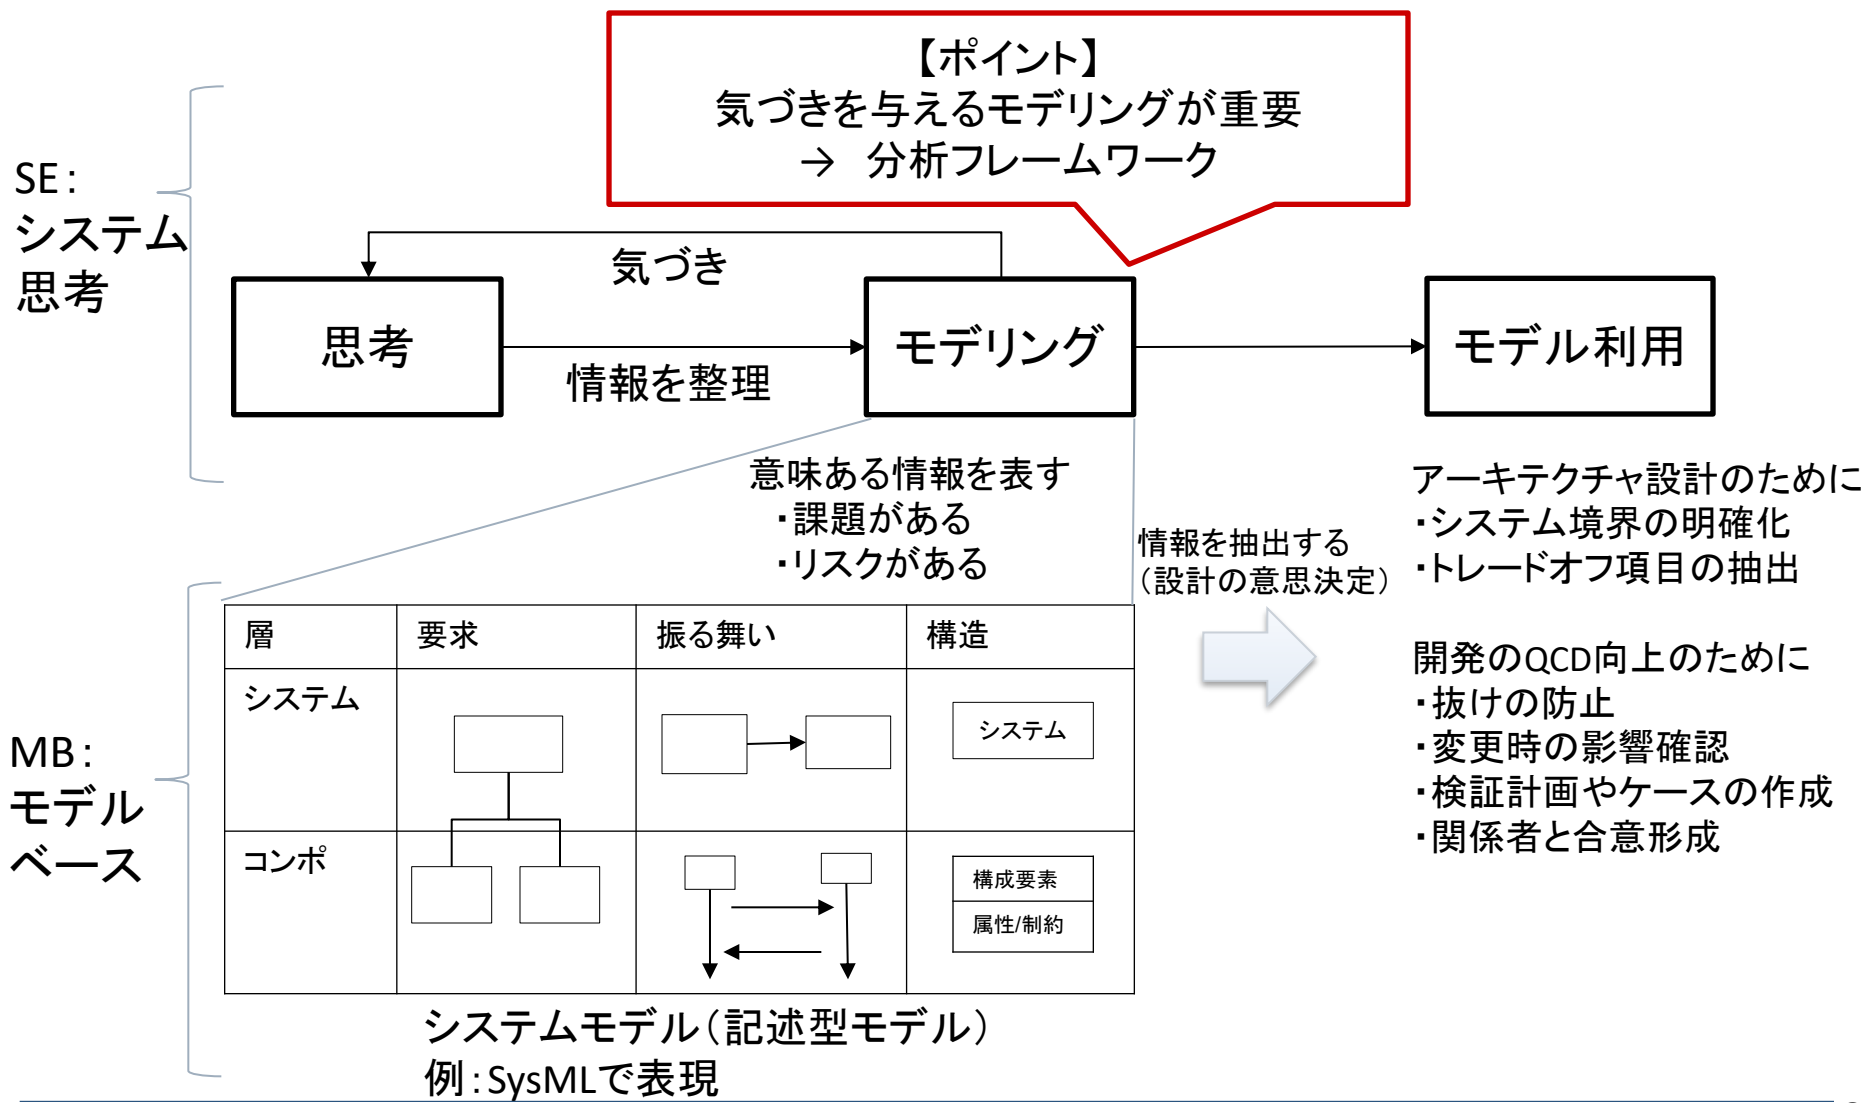 【ポイント】
気づきを与えるモデリングが重要
→ 分析フレームワーク
SE：
システム
思考
気づき
思考
モデリング
モデル利用
情報を整理
意味ある情報を表す
・課題がある
・リスクがある
情報を抽出する
（設計の意思決定）
アーキテクチャ設計のために
・システム境界の明確化
・トレードオフ項目の抽出
開発のQCD向上のために
・抜けの防止
・変更時の影響確認
・検証計画やケースの作成
・関係者と合意形成
MB：
モデル
ベース
層 要求 振る舞い 構造
システム
システム
コンポ
構成要素
属性/制約
システムモデル（記述型モデル）
例：SysMLで表現